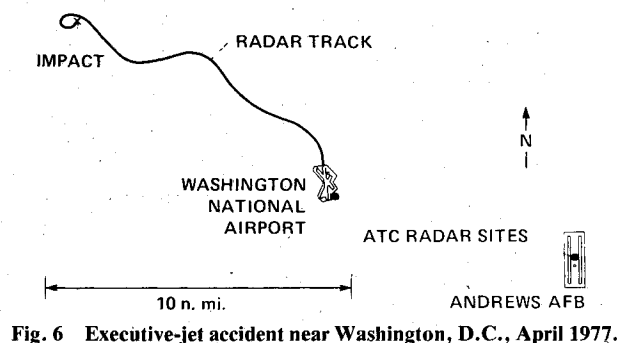 RADAR TRACK
IMPACT
N
WASHINGTON
NATIONAL
AIRPORT
ATC RADAR SITES
10 n. mi.
ANDREWS AFB
Fig. 6 Executive-jet accident near Washington, D.C., April 1977.